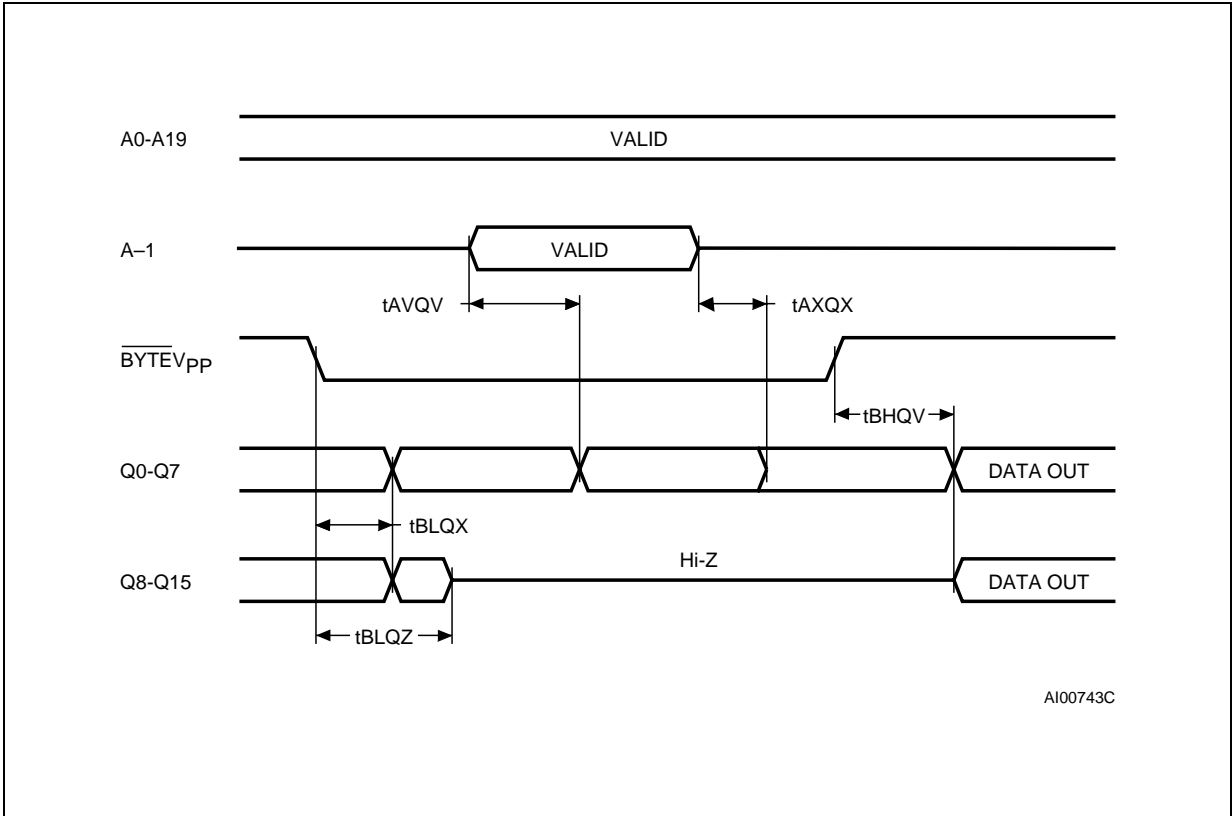 A0-A19 VALID
A–1 VALID
tAVQV tAXQX
BYTEVPP
tBHQV
Q0-Q7 DATA OUT
tBLQX
Hi-Z
Q8-Q15 DATA OUT
tBLQZ
AI00743C